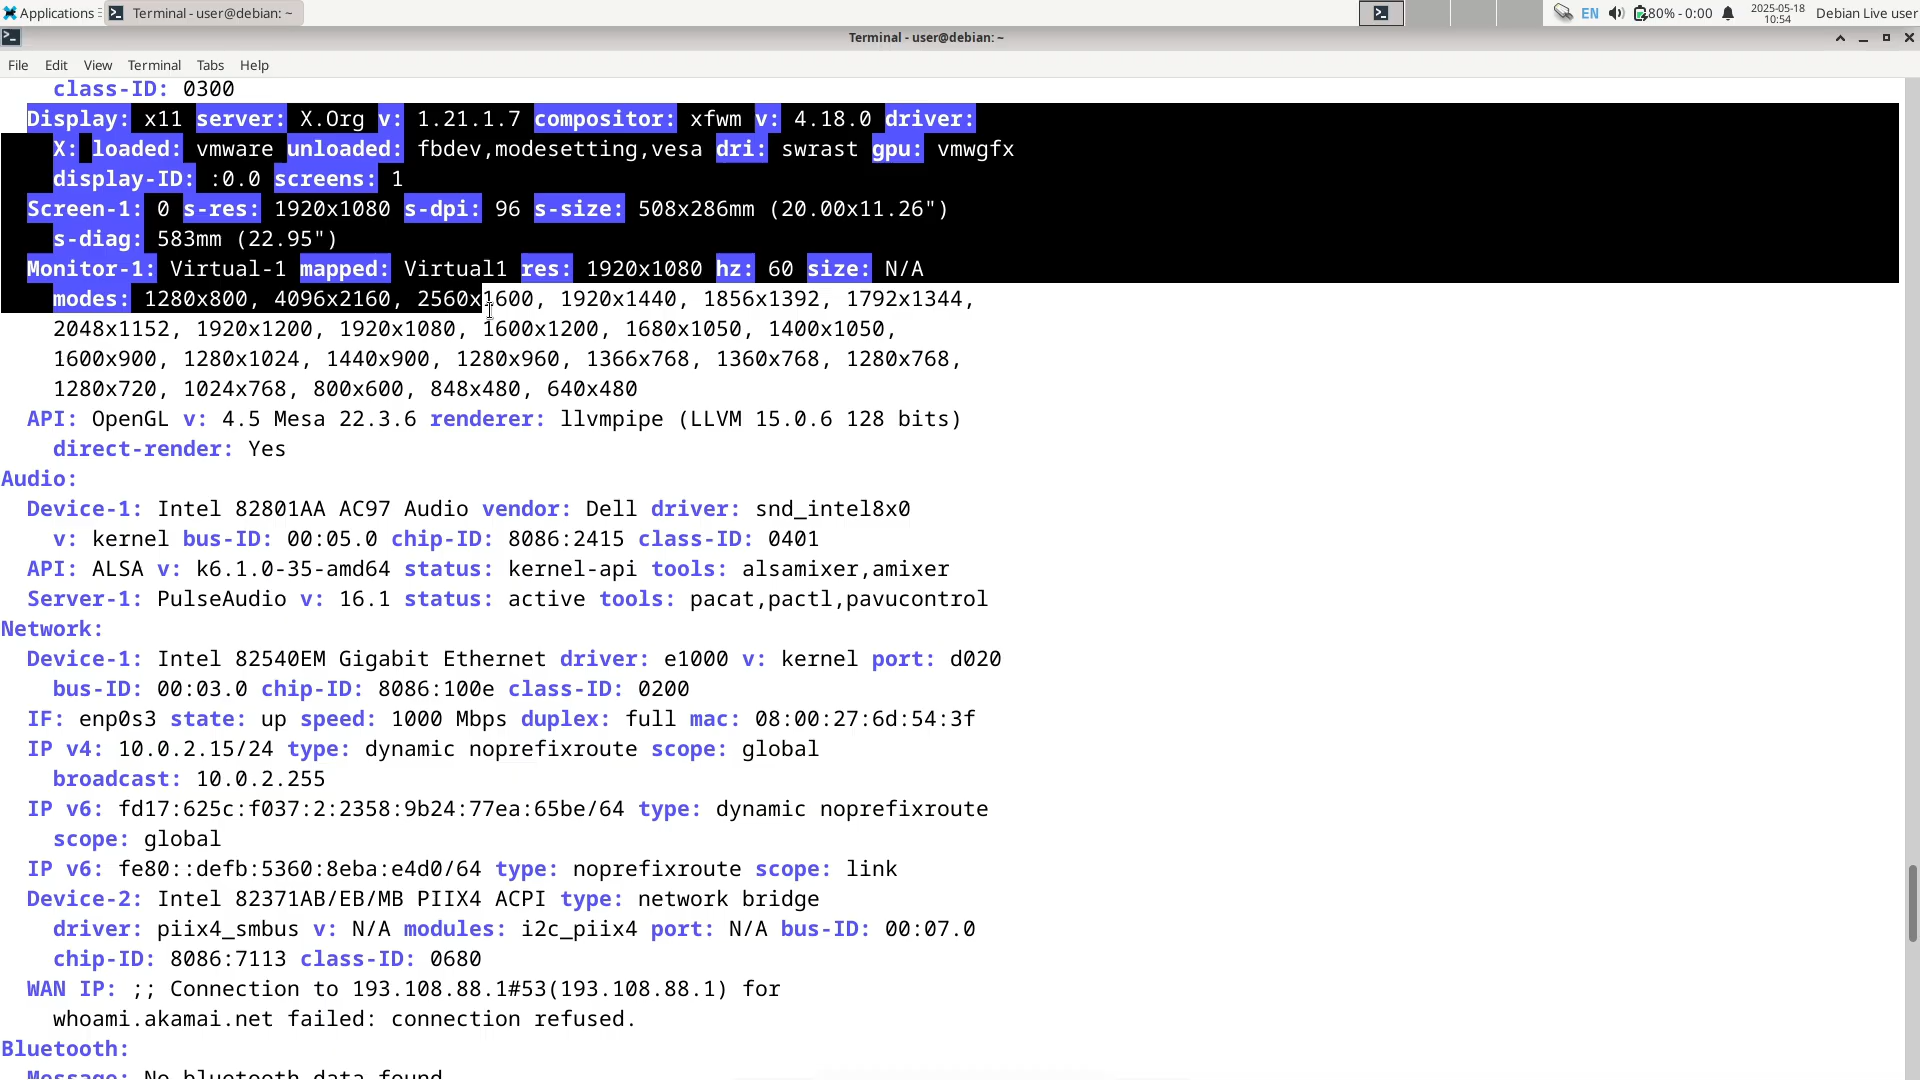 Applications
Terminal - user@debian: ~
EN
80% - 0:00
2025-05-18
10:54
Debian Live user
Terminal - user@debian: ~
File Edit View Terminal Tabs Help
class-ID: 0300
Display: x11 server: X.Org v: 1.21.1.7 compositor: xfwm v: 4.18.0 driver:
X: loaded: vmware unloaded: fbdev,modesetting,vesa dri: swrast gpu: vmwgfx
display-ID: :0.0 screens: 1
Screen-1: 0 s-res: 1920x1080 s-dpi: 96 s-size: 508x286mm (20.00x11.26")
s-diag: 583mm (22.95")
Monitor-1: Virtual-1 mapped: Virtual1 res: 1920x1080 hz: 60 size: N/A
modes: 1280x800, 4096x2160, 2560x1600, 1920x1440, 1856x1392, 1792x1344,
2048x1152, 1920x1200, 1920x1080, 1600x1200, 1680x1050, 1400x1050,
1600x900, 1280x1024, 1440x900, 1280x960, 1366x768, 1360x768, 1280x768,
1280x720, 1024x768, 800x600, 848x480, 640x480
API: OpenGL v: 4.5 Mesa 22.3.6 renderer: llvmpipe (LLVM 15.0.6 128 bits)
direct-render: Yes
Audio:
Device-1: Intel 82801AA AC97 Audio vendor: Dell driver: snd_intel8x0
v: kernel bus-ID: 00:05.0 chip-ID: 8086:2415 class-ID: 0401
API: ALSA v: k6.1.0-35-amd64 status: kernel-api tools: alsamixer,amixer
Server-1: PulseAudio v: 16.1 status: active tools: pacat,pactl,pavucontrol
Network:
Device-1: Intel 82540EM Gigabit Ethernet driver: e1000 v: kernel port: d020
bus-ID: 00:03.0 chip-ID: 8086:100e class-ID: 0200
IF: enp0s3 state: up speed: 1000 Mbps duplex: full mac: 08:00:27:6d:54:3f
IP v4: 10.0.2.15/24 type: dynamic noprefixroute scope: global
broadcast: 10.0.2.255
IP v6: fd17:625c:f037:2:2358:9b24:77ea:65be/64 type: dynamic noprefixroute
scope: global
IP v6: fe80::defb:5360:8eba:e4d0/64 type: noprefixroute scope: link
Device-2: Intel 82371AB/EB/MB PIIX4 ACPI type: network bridge
driver: piix4_smbus v: N/A modules: i2c_piix4 port: N/A bus-ID: 00:07.0
chip-ID: 8086:7113 class-ID: 0680
WAN IP: ;; Connection to 193.108.88.1#53(193.108.88.1) for
whoami.akamai.net failed: connection refused.
Bluetooth:
Message: No bluetooth data found